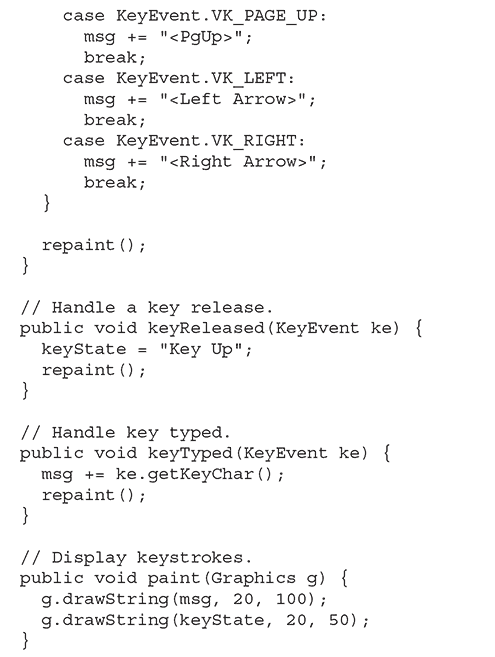 case KeyEvent.VK_PAGE_UP:
      msg += "<PgUp>";
      break;
    case KeyEvent.VK_LEFT:
      msg += "<Left Arrow>";
      break;
    case KeyEvent.VK_RIGHT:
      msg += "<Right Arrow>";
      break;
  }

  repaint();
}

// Handle a key release.
public void keyReleased(KeyEvent ke) {
  keyState = "Key Up";
  repaint();
}

// Handle key typed.
public void keyTyped(KeyEvent ke) {
  msg += ke.getKeyChar();
  repaint();
}

// Display keystrokes.
public void paint(Graphics g) {
  g.drawString(msg, 20, 100);
  g.drawString(keyState, 20, 50);
}